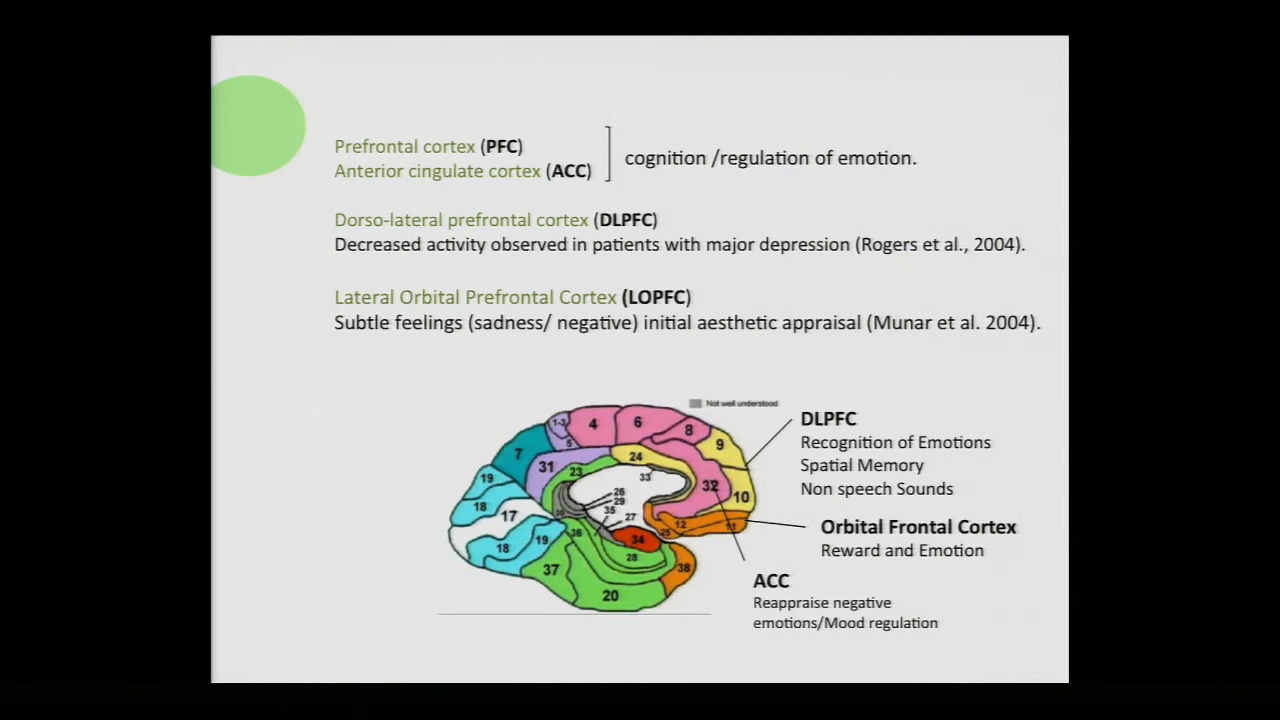 Prefrontal cortex (PFC)
Anterior cingulate cortex (ACC)
cognition /regulation of emotion.
Dorso-lateral prefrontal cortex (DLPFC)
Decreased activity observed in patients with major depression (Rogers et al., 2004).
Lateral Orbital Prefrontal Cortex (LOPFC)
Subtle feelings (sadness/ negative) initial aesthetic appraisal (Munar et al. 2004).
Not well understood
DLPFC
Recognition of Emotions
Spatial Memory
Non speech Sounds
Orbital Frontal Cortex
Reward and Emotion
ACC
Reappraise negative
emotions/Mood regulation
1-3
4
6
8
9
5
7
31
23
24
33
32
10
19
18
17
26
29
35
27
12
11
25
34
36
28
18
19
37
38
20